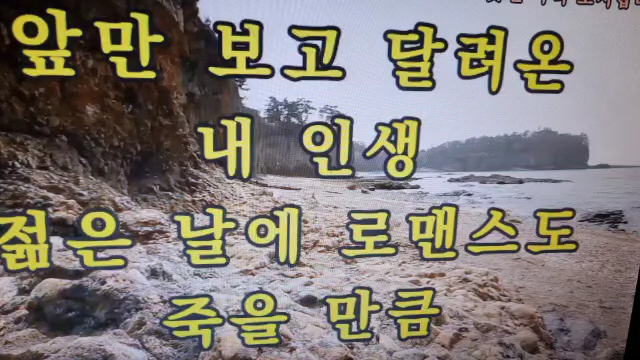 앞만 보고 달려온
내 인생
젊은 날에 로맨스도
죽을 만큼